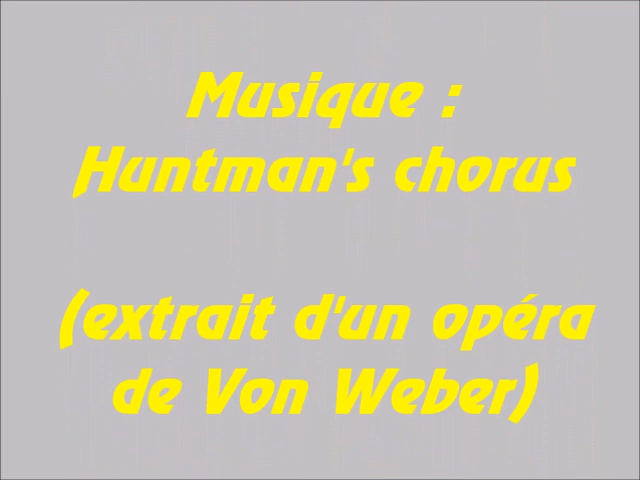 Musique :
Huntman's chorus
(extrait d'un opéra
de Von Weber)